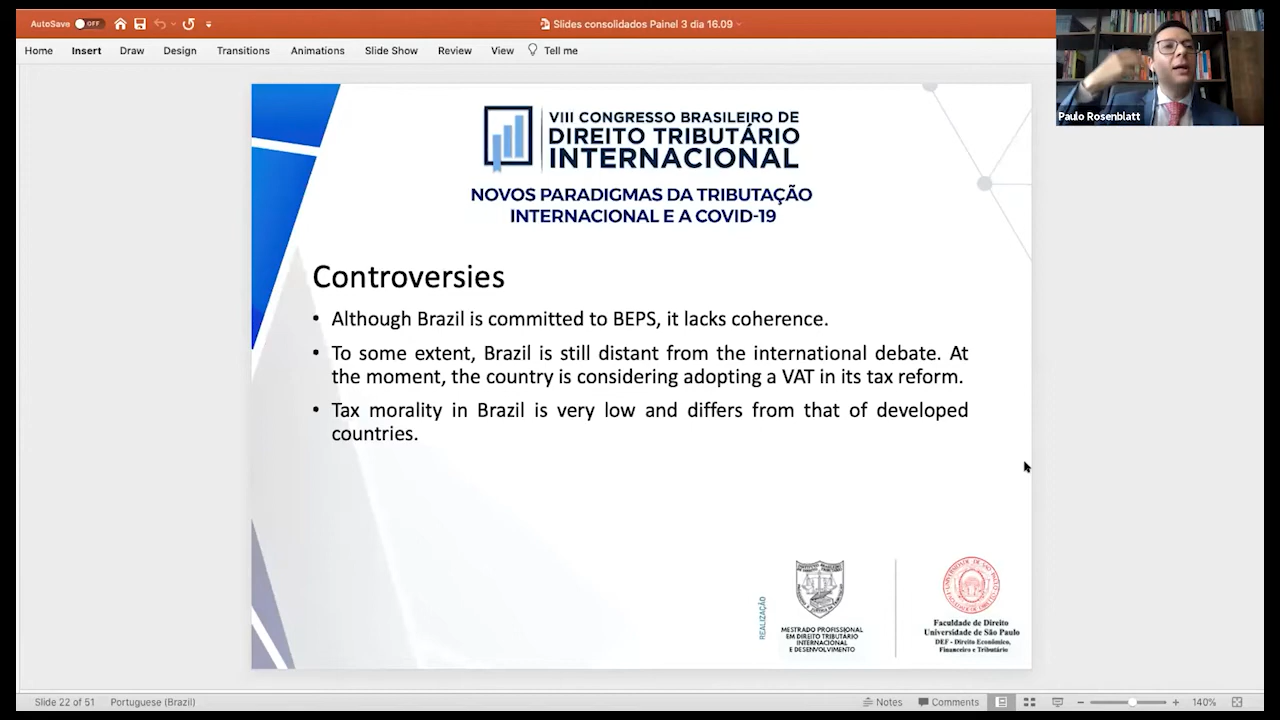 AutoSave OFF
Slides consolidados Painel 3 dia 16.09
Home Insert Draw Design Transitions Animations Slide Show Review View Tell me
Paulo Rosenblatt
VIII CONGRESSO BRASILEIRO DE
DIREITO TRIBUTÁRIO
INTERNACIONAL
NOVOS PARADIGMAS DA TRIBUTAÇÃO
INTERNACIONAL E A COVID-19
Controversies
• Although Brazil is committed to BEPS, it lacks coherence.
• To some extent, Brazil is still distant from the international debate. At
the moment, the country is considering adopting a VAT in its tax reform.
• Tax morality in Brazil is very low and differs from that of developed
countries.
REALIZAÇÃO
MESTRADO PROFISSIONAL
EM DIREITO TRIBUTÁRIO
INTERNACIONAL
E DESENVOLVIMENTO
Faculdade de Direito
Universidade de São Paulo
DEF - Direito Econômico,
Financeiro e Tributário
Slide 22 of 51 Portuguese (Brazil) Notes Comments 140%